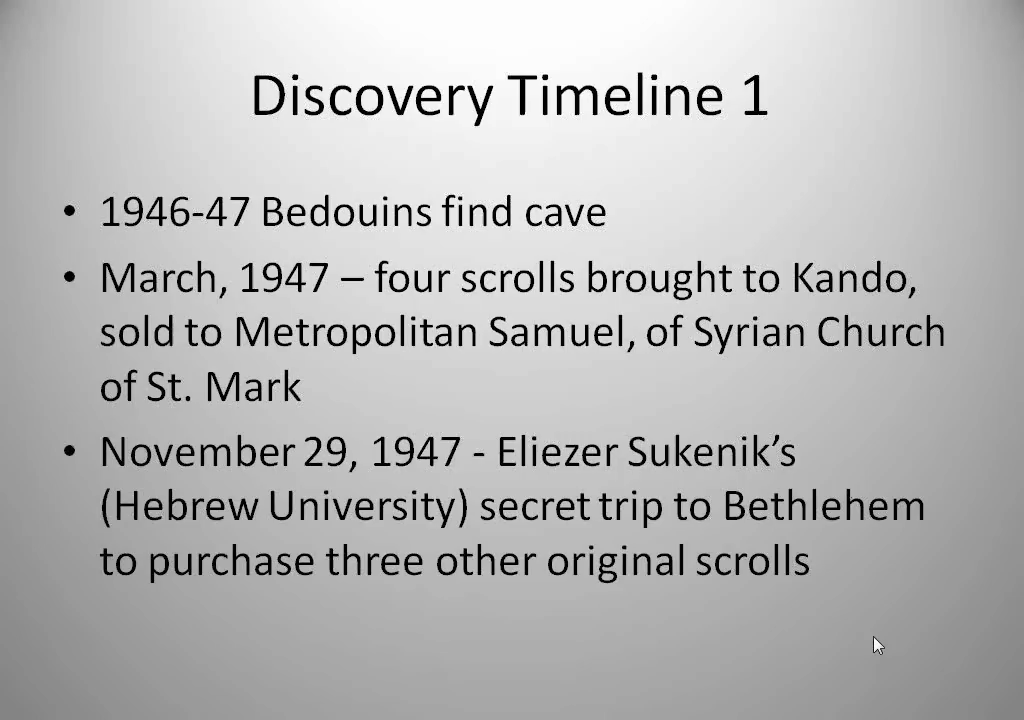 Discovery Timeline 1
• 1946-47 Bedouins find cave
• March, 1947 – four scrolls brought to Kando,
sold to Metropolitan Samuel, of Syrian Church
of St. Mark
• November 29, 1947 - Eliezer Sukenik’s
(Hebrew University) secret trip to Bethlehem
to purchase three other original scrolls